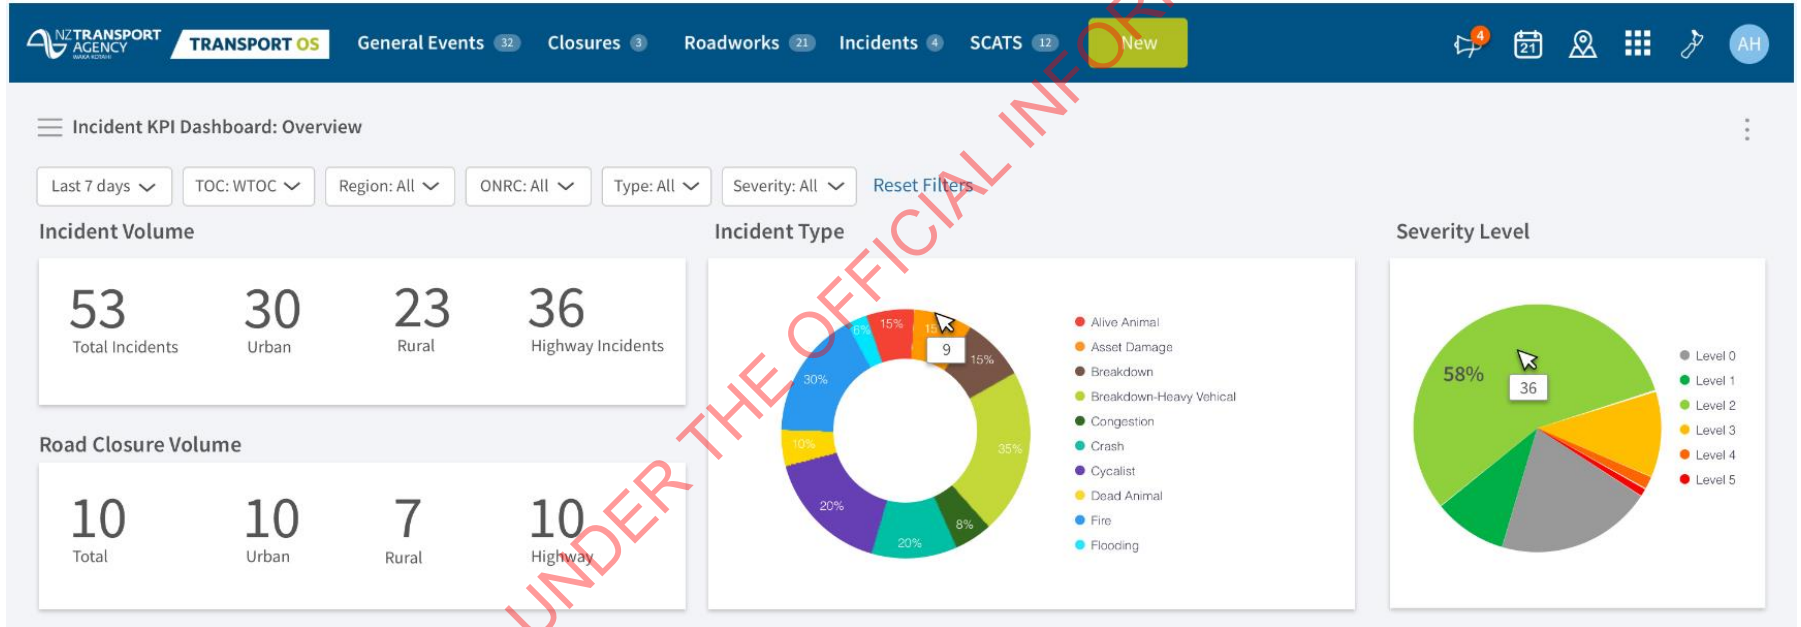 NZTRANSPORT
AGENCY
WAKA KOTAHI
TRANSPORT OS
General Events 32
Closures 3
Roadworks 21
Incidents 4
SCATS 12
New
4
21
AH
Incident KPI Dashboard: Overview
Last 7 days
TOC: WTOC
Region: All
ONRC: All
Type: All
Severity: All
Reset Filters
Incident Volume
53
Total Incidents
30
Urban
23
Rural
36
Highway Incidents
Road Closure Volume
10
Total
10
Urban
7
Rural
10
Highway
Incident Type
15%
15
9
15%
35%
8%
20%
20%
10%
30%
6%
Alive Animal
Asset Damage
Breakdown
Breakdown-Heavy Vehical
Congestion
Crash
Cycalist
Dead Animal
Fire
Flooding
Severity Level
58%
36
Level 0
Level 1
Level 2
Level 3
Level 4
Level 5
UNDER THE OFFICIAL INFOR